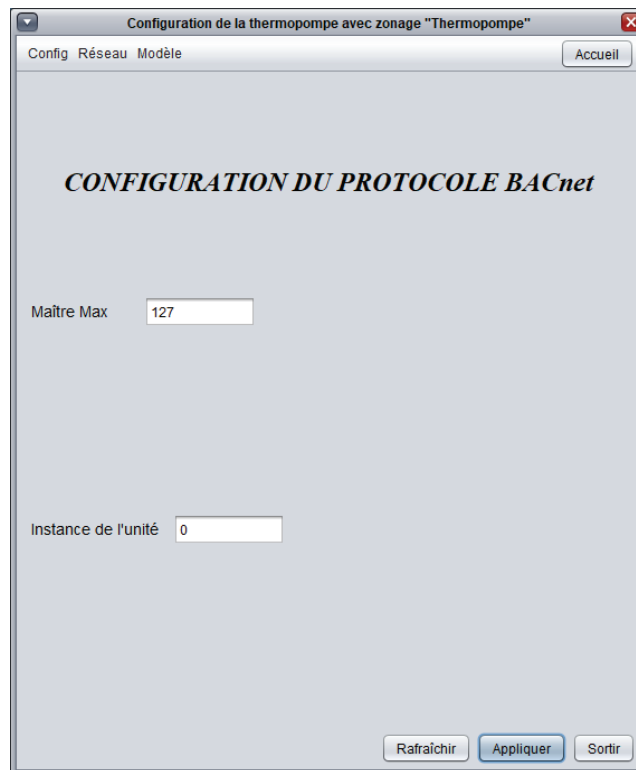 Configuration de la thermopompe avec zonage "Thermopompe"
Config Réseau Modèle Accueil
CONFIGURATION DU PROTOCOLE BACnet
Maître Max 127
Instance de l'unité 0
Rafraîchir Appliquer Sortir